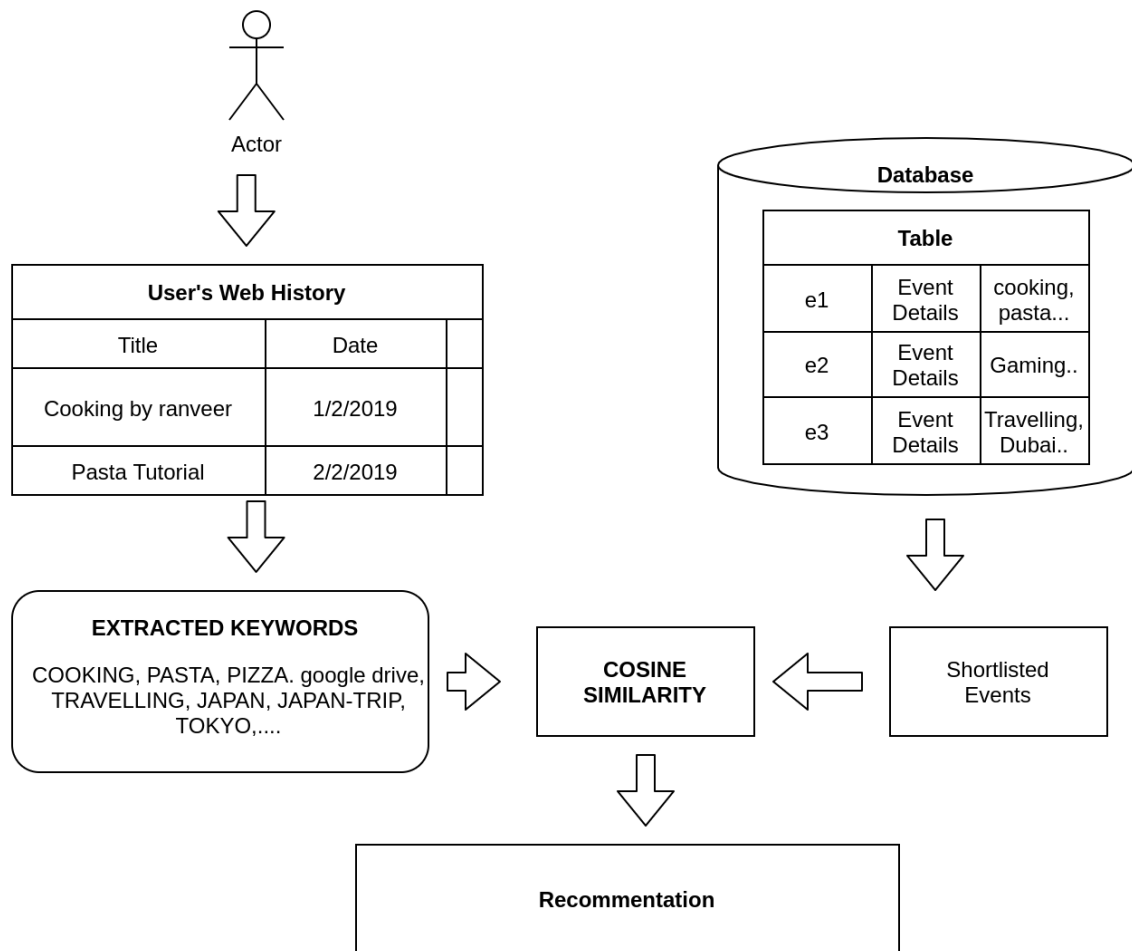 Actor
User's Web History
Title
Date
Cooking by ranveer
1/2/2019
Pasta Tutorial
2/2/2019
Database
Table
e1
Event
Details
cooking,
pasta...
e2
Event
Details
Gaming..
e3
Event
Details
Travelling,
Dubai..
EXTRACTED KEYWORDS
COOKING, PASTA, PIZZA. google drive,
TRAVELLING, JAPAN, JAPAN-TRIP,
TOKYO,....
COSINE
SIMILARITY
Shortlisted
Events
Recommentation